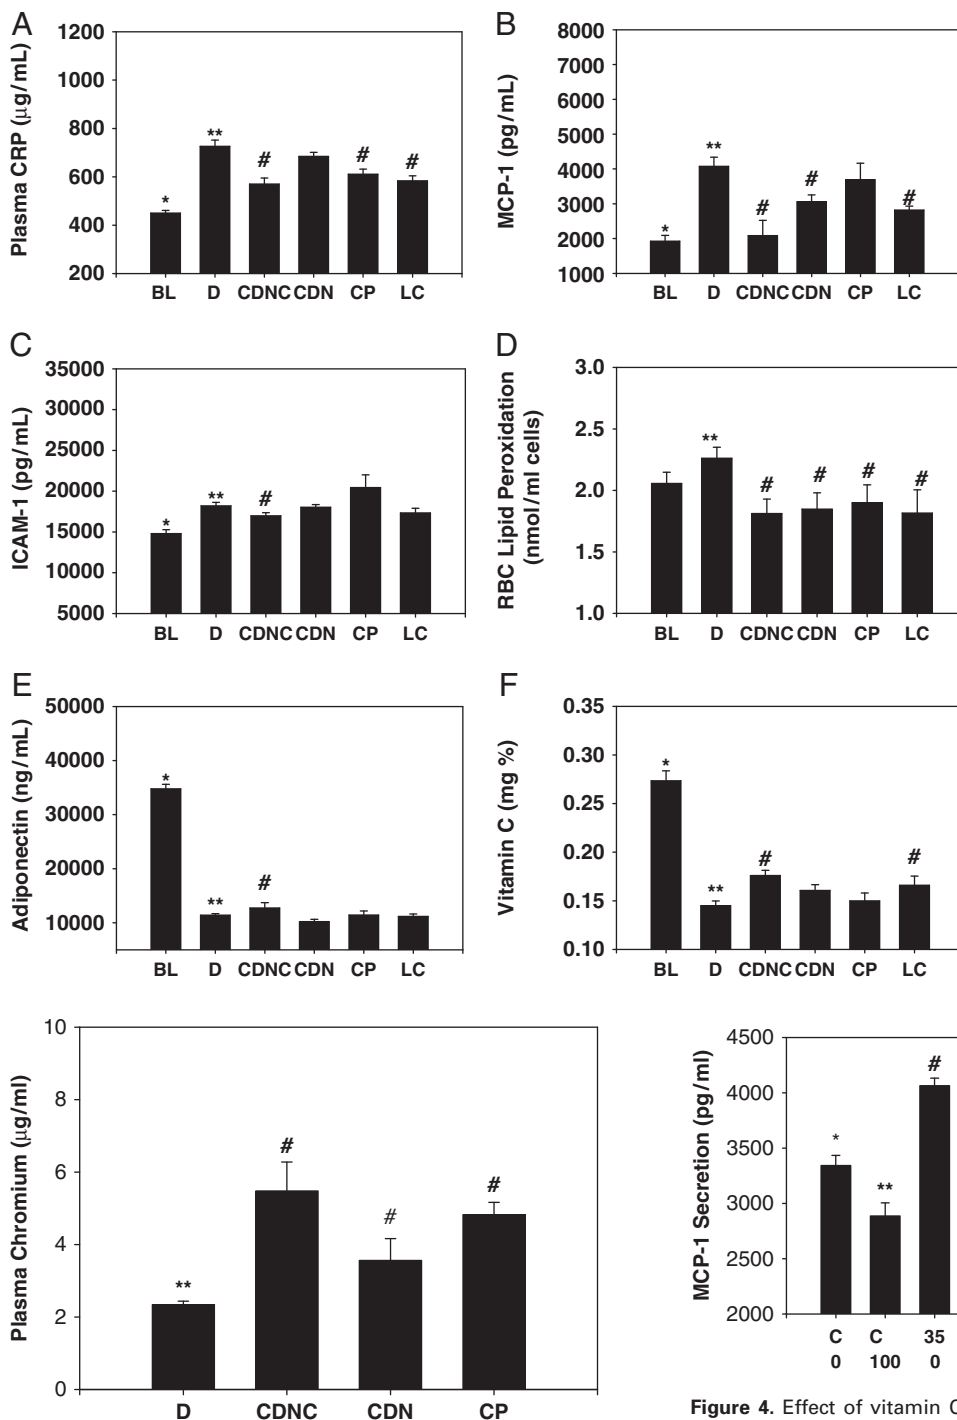 A
Plasma CRP (μg/mL)
1200
1000
800
600
400
200
* ** # # #
BL D CDNC CDN CP LC
B
MCP-1 (pg/mL)
8000
7000
6000
5000
4000
3000
2000
1000
* ** # # #
BL D CDNC CDN CP LC
C
ICAM-1 (pg/mL)
35000
30000
25000
20000
15000
10000
5000
* ** #
BL D CDNC CDN CP LC
D
RBC Lipid Peroxidation
(nmol/ml cells)
3.0
2.5
2.0
1.5
1.0
** # # # #
BL D CDNC CDN CP LC
E
Adiponectin (ng/mL)
50000
40000
30000
20000
10000
* ** #
BL D CDNC CDN CP LC
F
Vitamin C (mg %)
0.35
0.30
0.25
0.20
0.15
0.10
* ** # #
BL D CDNC CDN CP LC
Plasma Chromium (μg/ml)
10
8
6
4
2
0
** # # #
D CDNC CDN CP
MCP-1 Secretion (pg/ml)
4500
4000
3500
3000
2500
2000
* ** #
C C 35
0 100 0
Figure 4. Effect of vitamin C